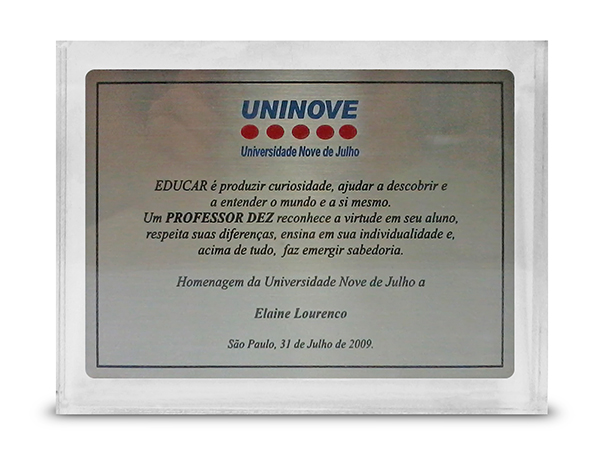 UNINOVE
Universidade Nove de Julho
EDUCAR é produzir curiosidade, ajudar a descobrir e
a entender o mundo e a si mesmo.
Um PROFESSOR DEZ reconhece a virtude em seu aluno,
respeita suas diferenças, ensina em sua individualidade e,
acima de tudo, faz emergir sabedoria.
Homenagem da Universidade Nove de Julho a
Elaine Lourenco
São Paulo, 31 de Julho de 2009.